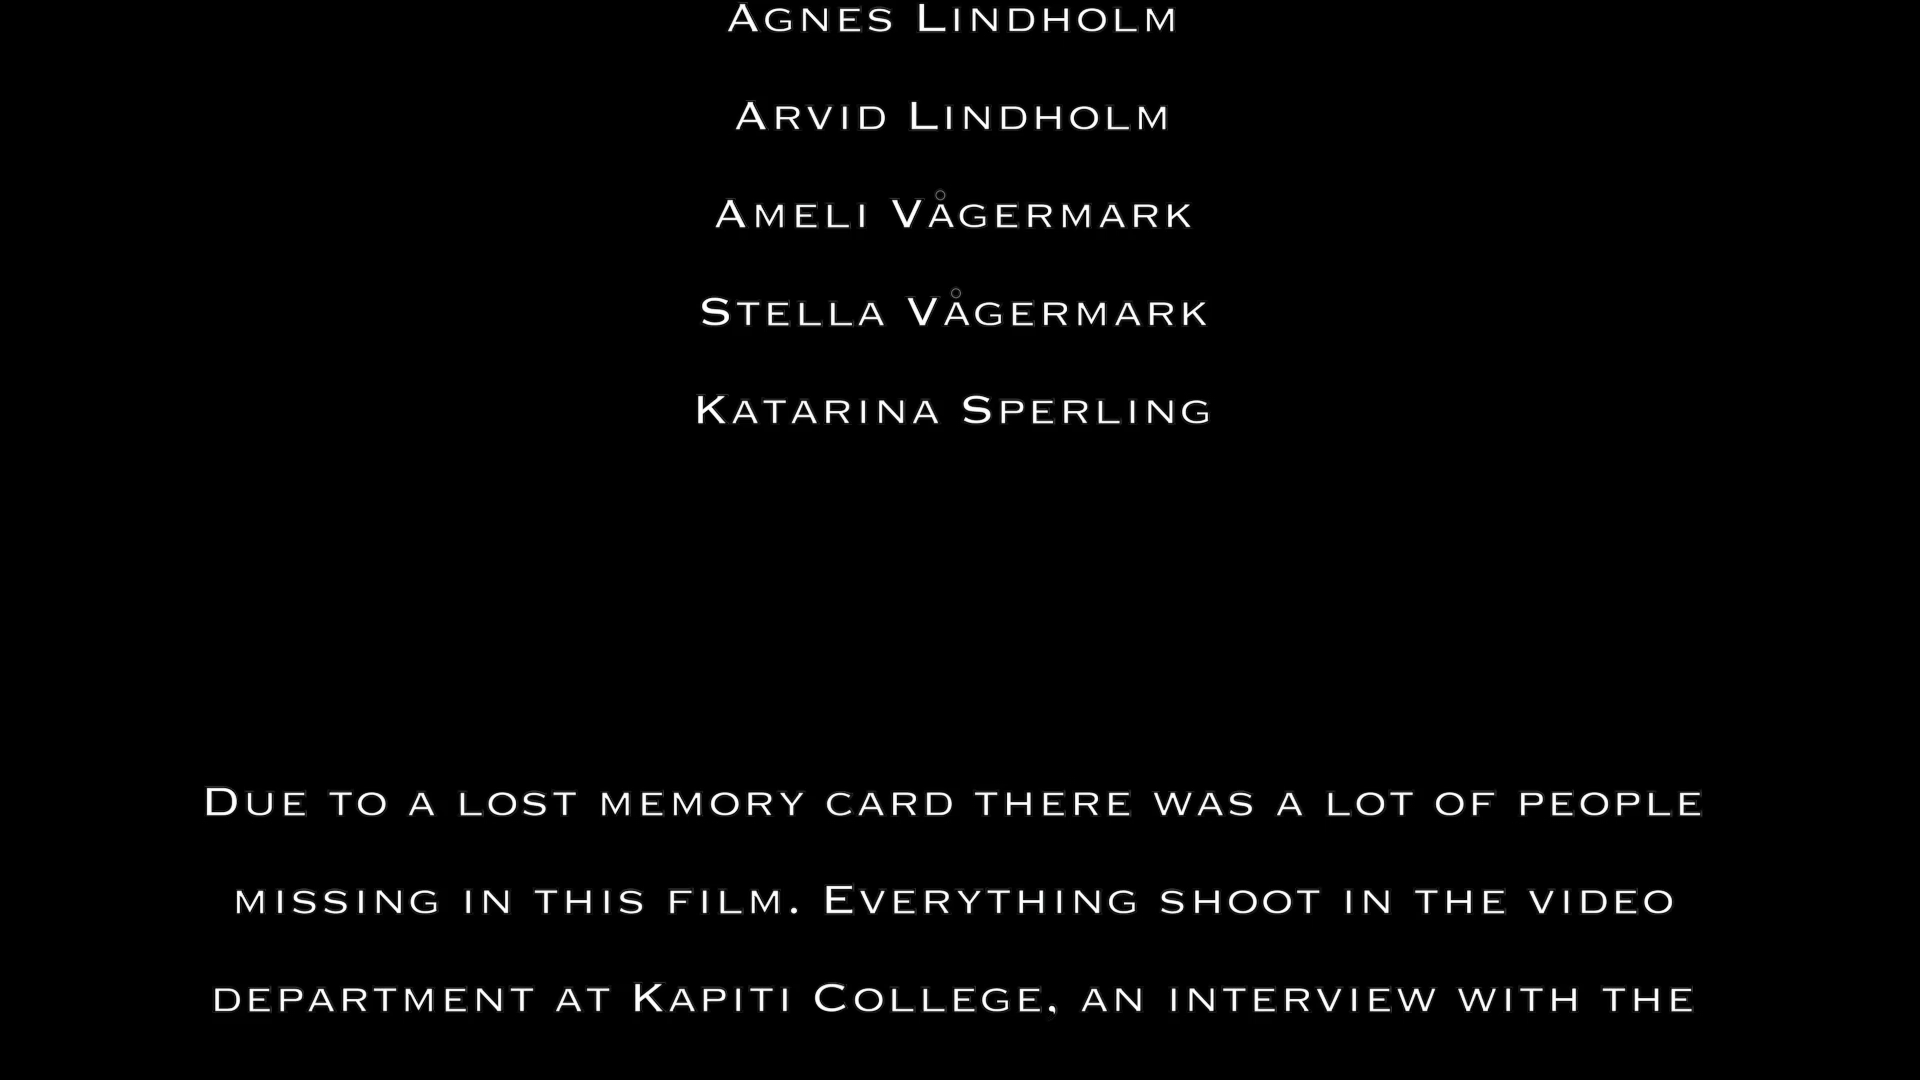 Agnes Lindholm
Arvid Lindholm
Ameli Vågermark
Stella Vågermark
Katarina Sperling
Due to a lost memory card there was a lot of people
missing in this film. Everything shoot in the video
department at Kapiti College, an interview with the